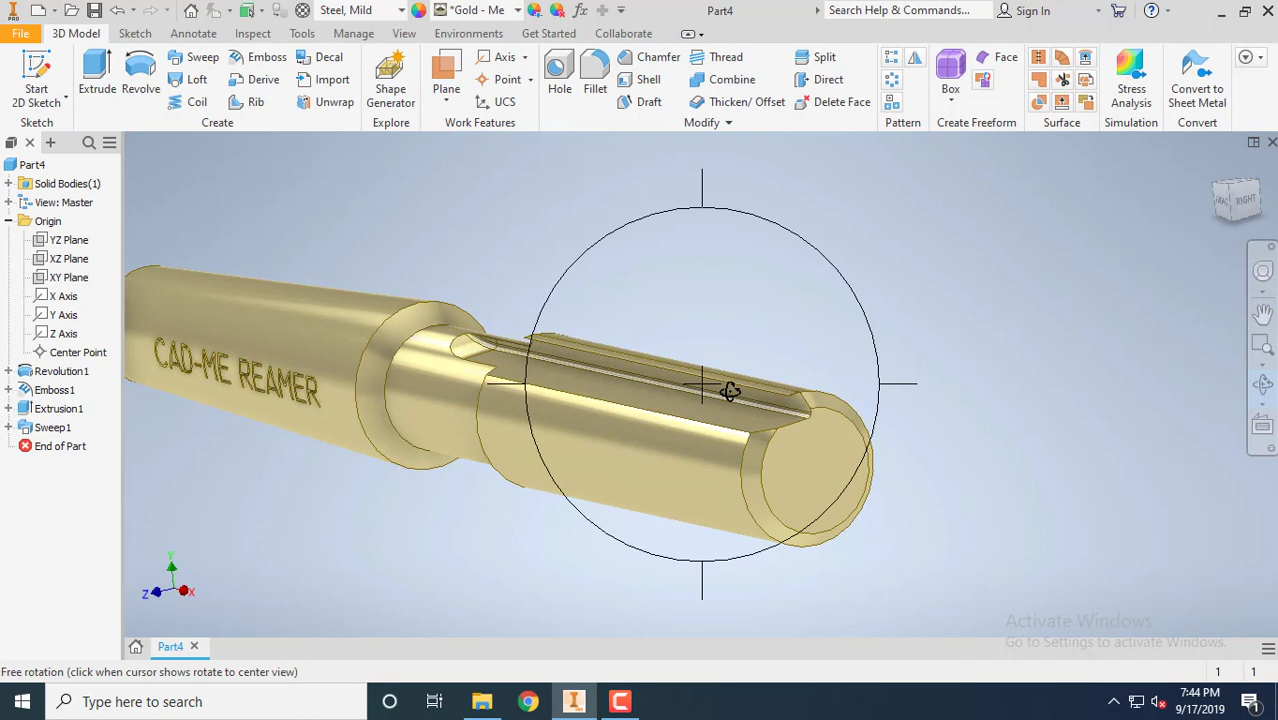 PRO
Steel, Mild
*Gold - Me
Part4
Search Help & Commands...
Sign In
File
3D Model
Sketch
Annotate
Inspect
Tools
Manage
View
Environments
Get Started
Collaborate
Start
2D Sketch
Extrude
Revolve
Sweep
Loft
Coil
Emboss
Derive
Rib
Decal
Import
Unwrap
Shape
Generator
Plane
Axis
Point
UCS
Hole
Fillet
Chamfer
Shell
Draft
Thread
Combine
Thicken/ Offset
Split
Direct
Delete Face
Box
Face
Stress
Analysis
Convert to
Sheet Metal
Sketch
Create
Explore
Work Features
Modify
Pattern
Create Freeform
Surface
Simulation
Convert
Part4
Solid Bodies(1)
View: Master
Origin
YZ Plane
XZ Plane
XY Plane
X Axis
Y Axis
Z Axis
Center Point
Revolution1
Emboss1
Extrusion1
Sweep1
End of Part
CAD-ME REAMER
RIGHT
Y
Z
X
Activate Windows
Go to Settings to activate Windows.
Part4
Free rotation (click when cursor shows rotate to center view)
1
1
Type here to search
7:44 PM
9/17/2019
1